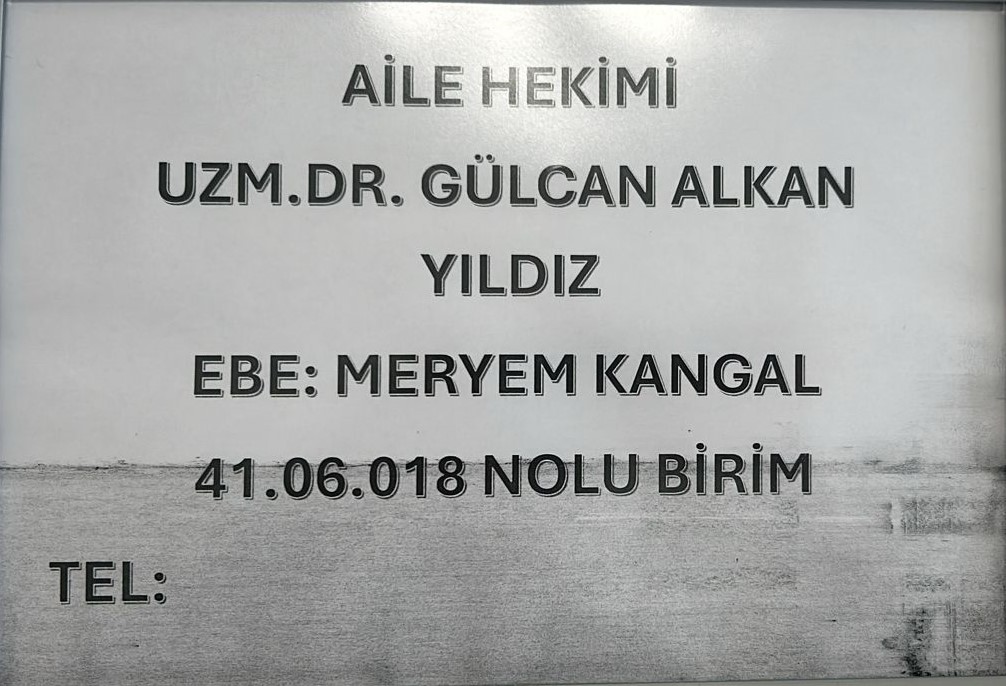 AİLE HEKİMİ
UZM.DR. GÜLCAN ALKAN
YILDIZ
EBE: MERYEM KANGAL
41.06.018 NOLU BİRİM
TEL: